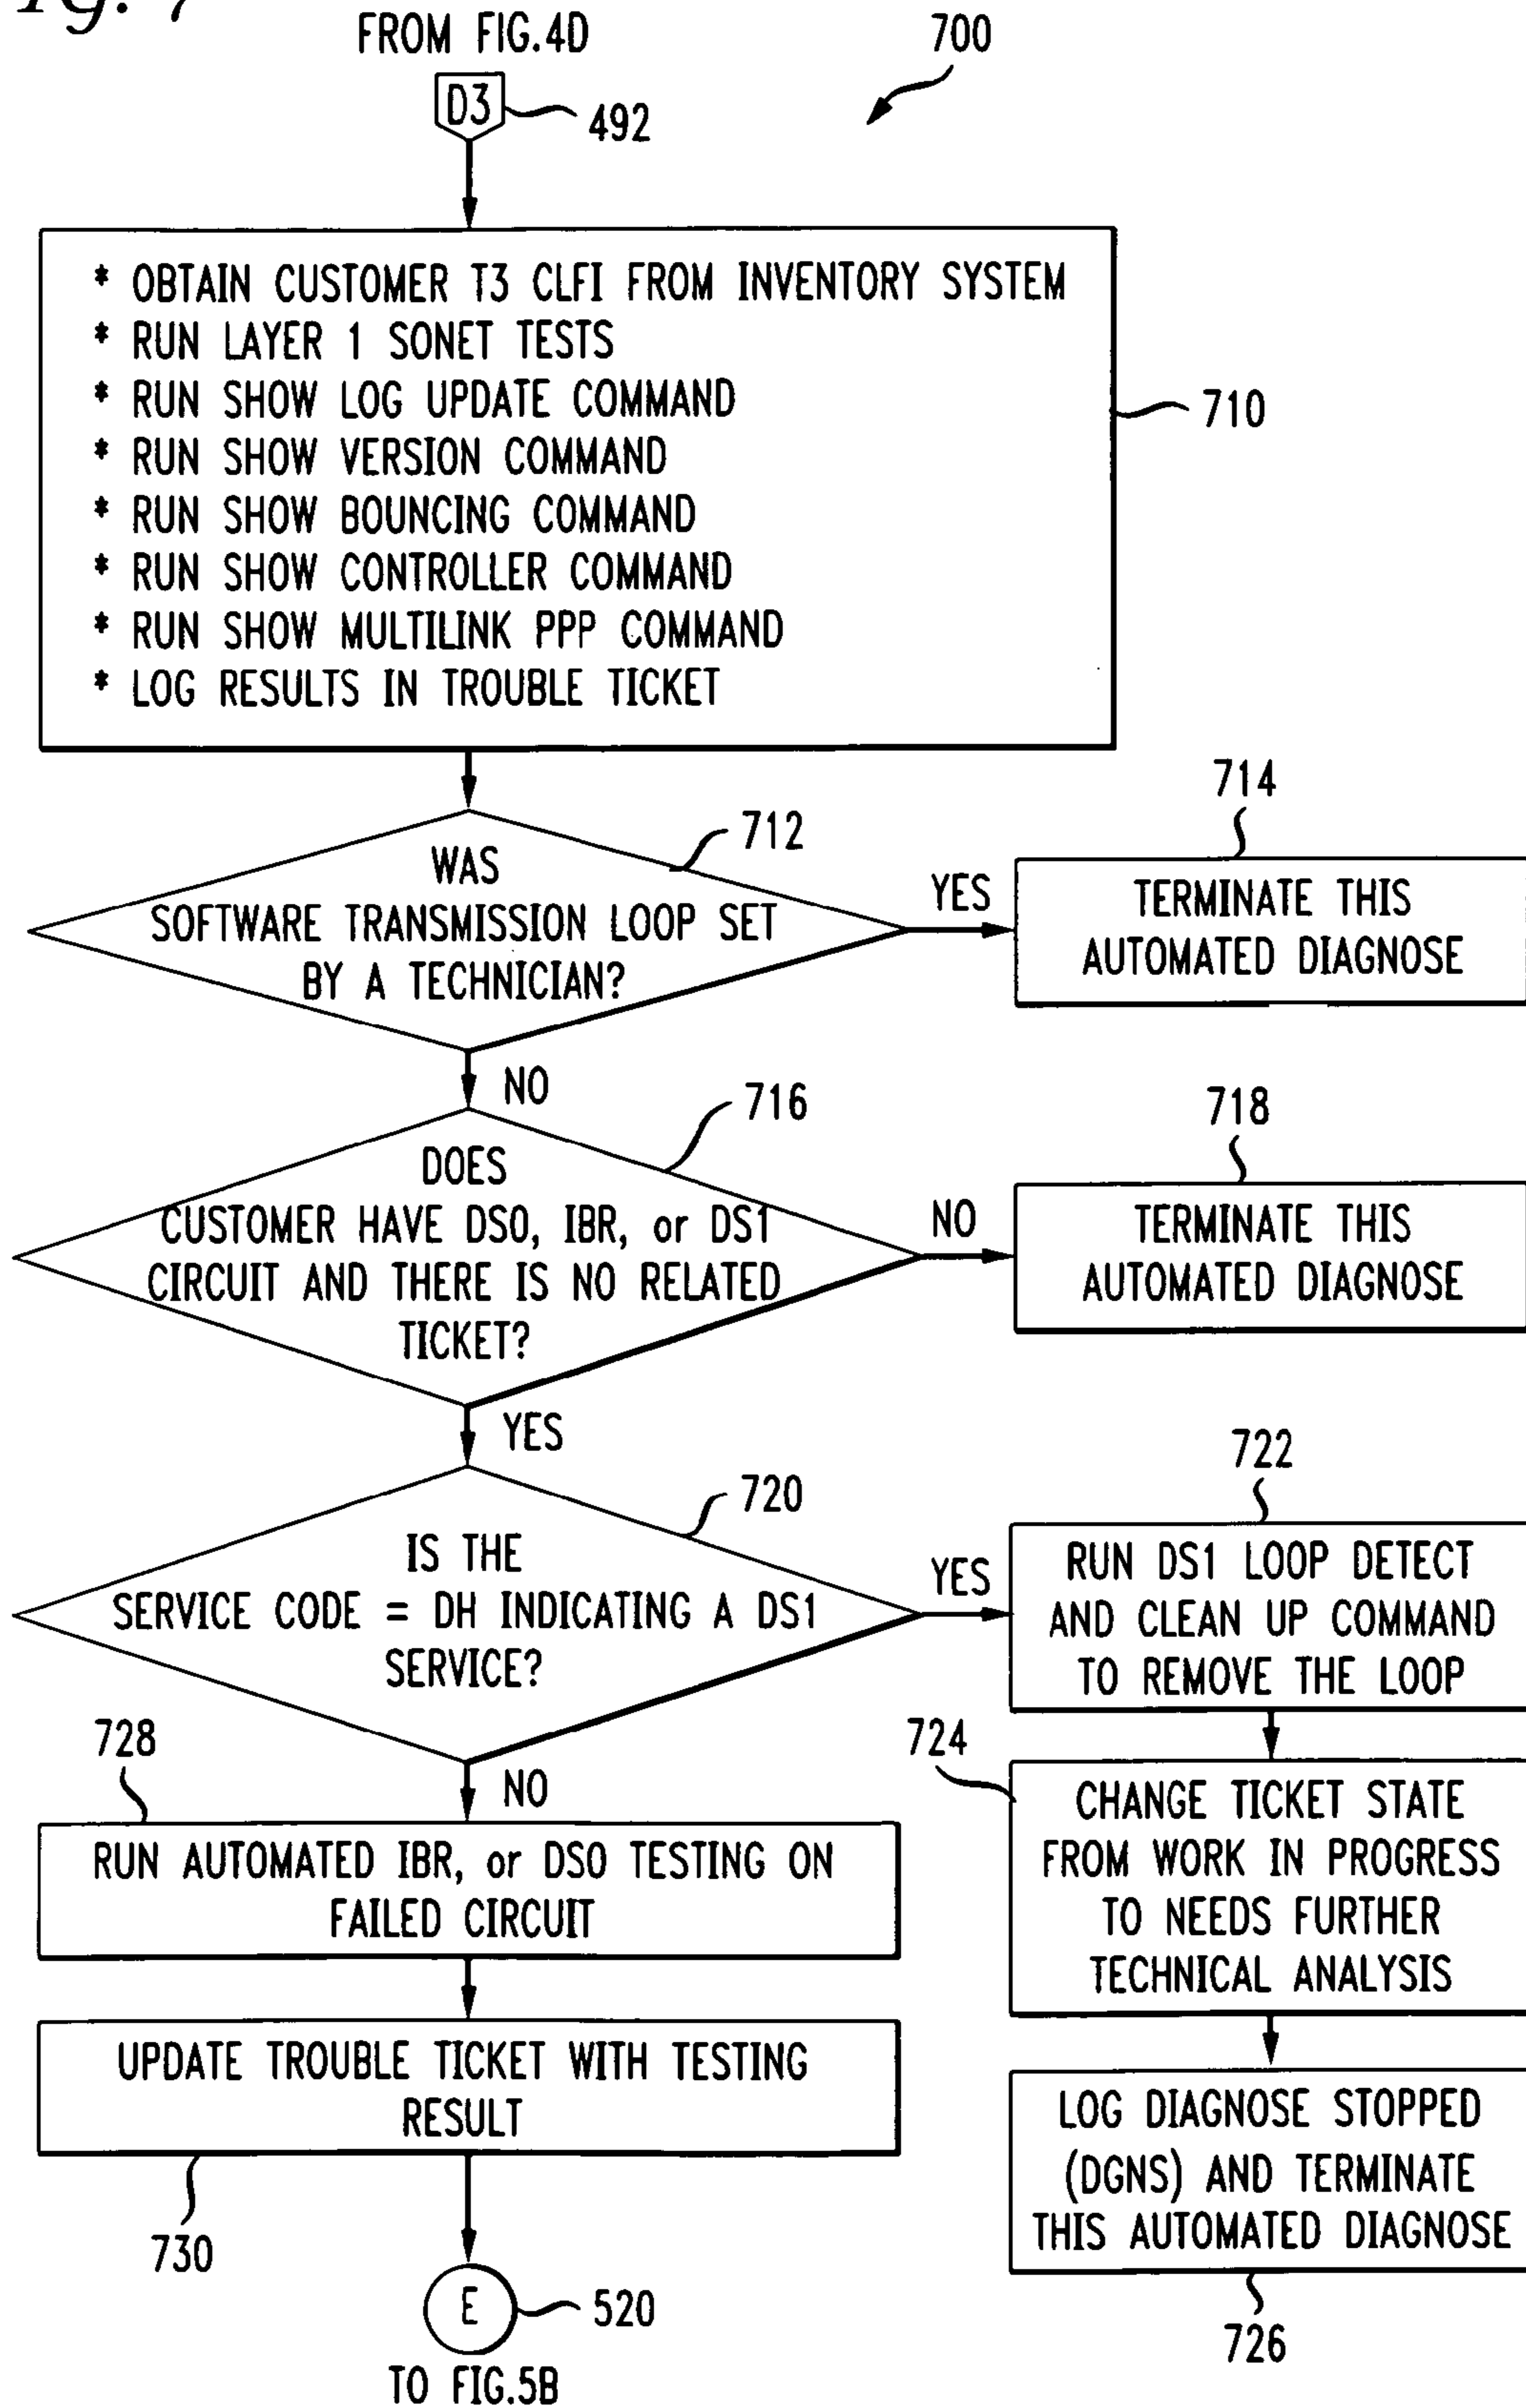 FROM FIG.4D
700
D3
492
* OBTAIN CUSTOMER T3 CLFI FROM INVENTORY SYSTEM
* RUN LAYER 1 SONET TESTS
* RUN SHOW LOG UPDATE COMMAND
* RUN SHOW VERSION COMMAND
* RUN SHOW BOUNCING COMMAND
* RUN SHOW CONTROLLER COMMAND
* RUN SHOW MULTILINK PPP COMMAND
* LOG RESULTS IN TROUBLE TICKET
710
712
WAS
SOFTWARE TRANSMISSION LOOP SET
BY A TECHNICIAN?
YES
714
TERMINATE THIS
AUTOMATED DIAGNOSE
NO
716
DOES
CUSTOMER HAVE DS0, IBR, or DS1
CIRCUIT AND THERE IS NO RELATED
TICKET?
NO
718
TERMINATE THIS
AUTOMATED DIAGNOSE
YES
720
IS THE
SERVICE CODE = DH INDICATING A DS1
SERVICE?
YES
722
RUN DS1 LOOP DETECT
AND CLEAN UP COMMAND
TO REMOVE THE LOOP
724
CHANGE TICKET STATE
FROM WORK IN PROGRESS
TO NEEDS FURTHER
TECHNICAL ANALYSIS
LOG DIAGNOSE STOPPED
(DGNS) AND TERMINATE
THIS AUTOMATED DIAGNOSE
726
NO
728
RUN AUTOMATED IBR, or DS0 TESTING ON
FAILED CIRCUIT
UPDATE TROUBLE TICKET WITH TESTING
RESULT
730
E
520
TO FIG.5B